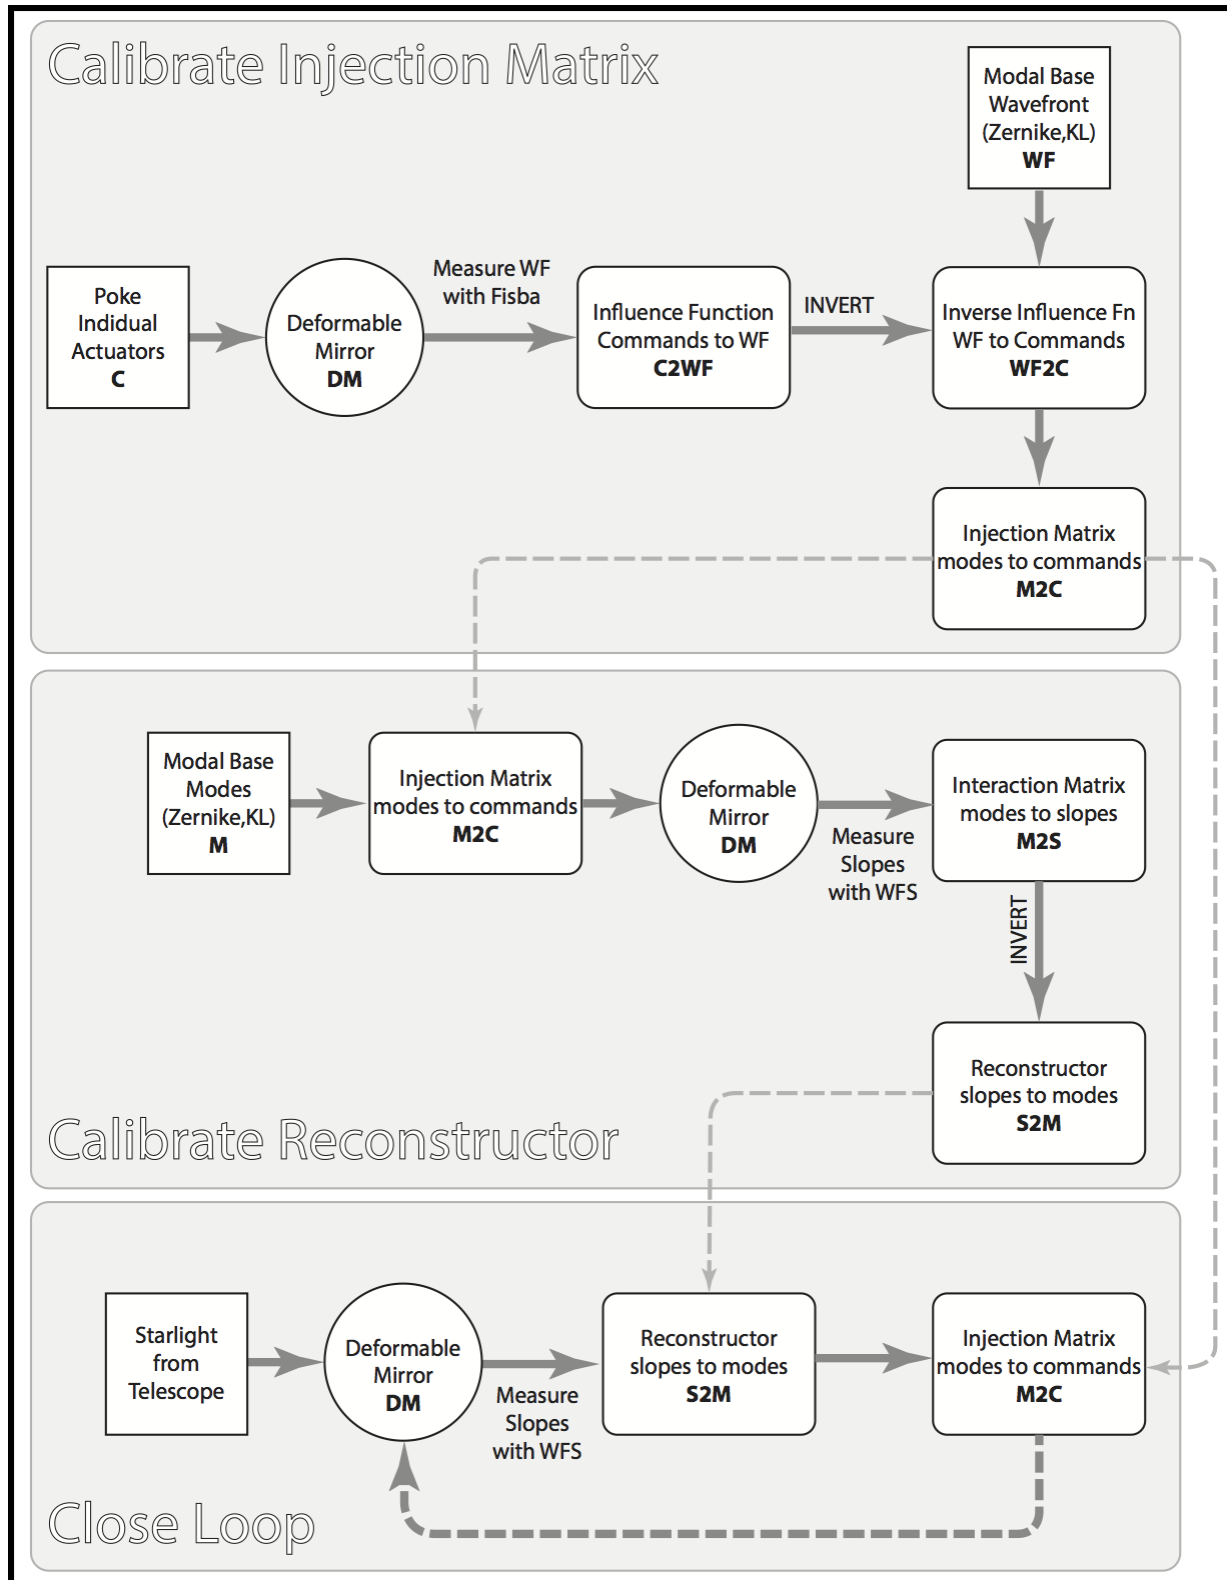 Calibrate Injection Matrix
Modal Base
Wavefront
(Zernike,KL)
WF
Poke
Indidual
Actuators
C
Deformable
Mirror
DM
Measure WF
with Fisba
Influence Function
Commands to WF
C2WF
INVERT
Inverse Influence Fn
WF to Commands
WF2C
Injection Matrix
modes to commands
M2C
Modal Base
Modes
(Zernike,KL)
M
Injection Matrix
modes to commands
M2C
Deformable
Mirror
DM
Measure
Slopes
with WFS
Interaction Matrix
modes to slopes
M2S
INVERT
Reconstructor
slopes to modes
S2M
Calibrate Reconstructor
Starlight
from
Telescope
Deformable
Mirror
DM
Measure
Slopes
with WFS
Reconstructor
slopes to modes
S2M
Injection Matrix
modes to commands
M2C
Close Loop